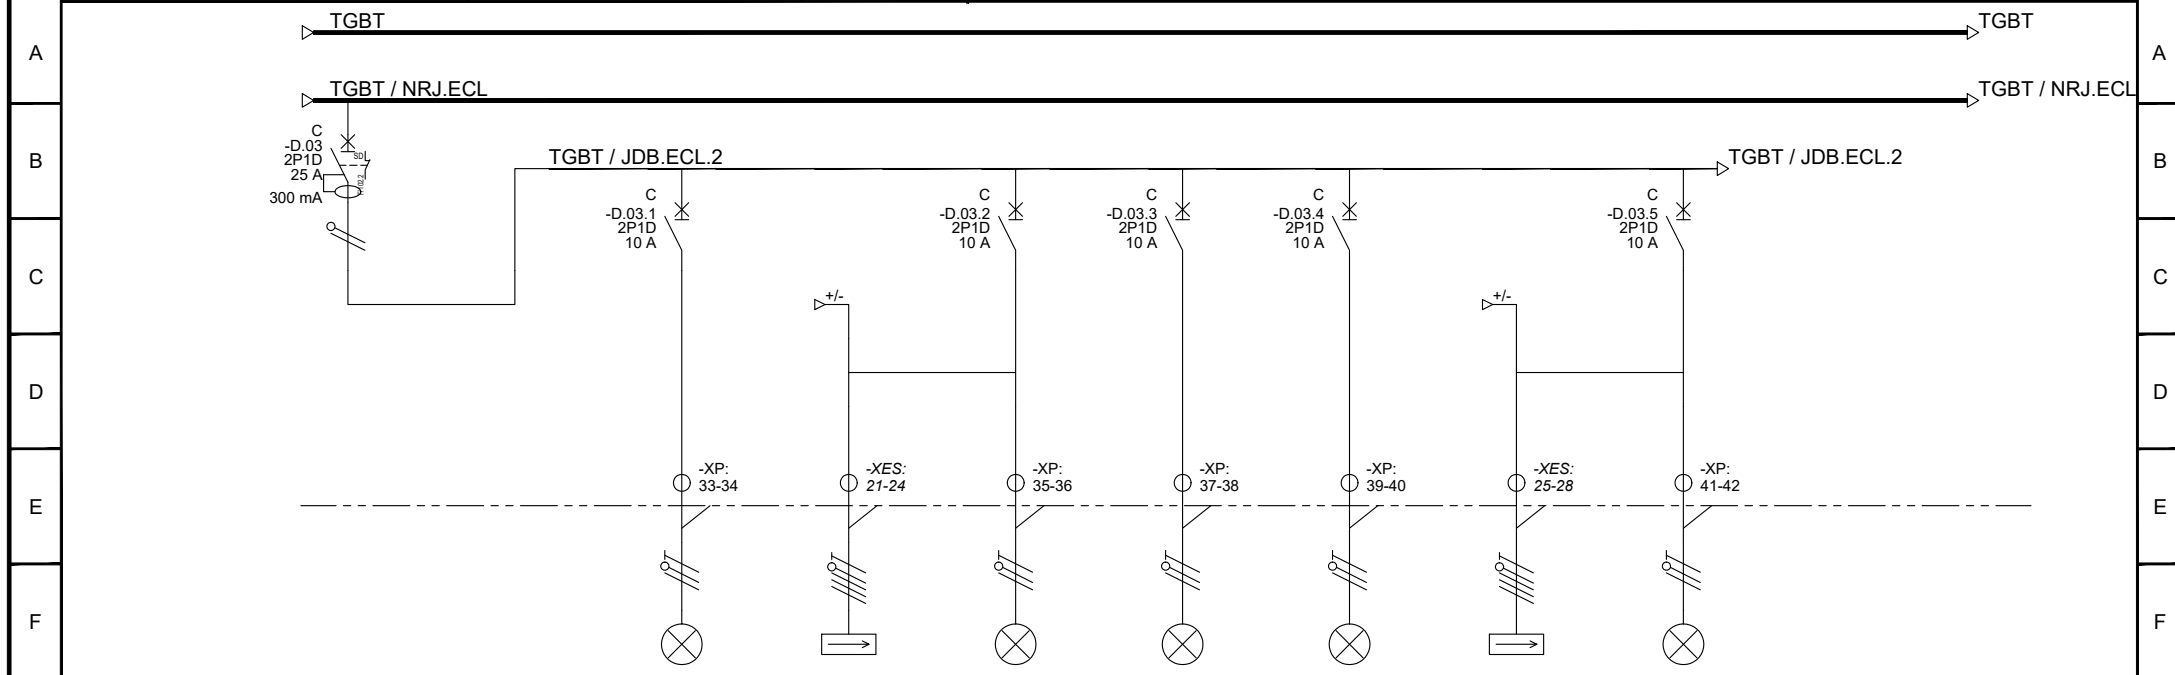 TGBT
TGBT
A
A
TGBT / NRJ.ECL
TGBT / NRJ.ECL
B
B
C
-D.03
2P1D
25 A
300 mA
SD
TGBT / JDB.ECL.2
TGBT / JDB.ECL.2
C
-D.03.1
2P1D
10 A
C
-D.03.2
2P1D
10 A
C
-D.03.3
2P1D
10 A
C
-D.03.4
2P1D
10 A
C
-D.03.5
2P1D
10 A
C
C
+/-
+/-
D
D
-XP:
33-34
-XES:
21-24
-XP:
35-36
-XP:
37-38
-XP:
39-40
-XES:
25-28
-XP:
41-42
E
E
F
F